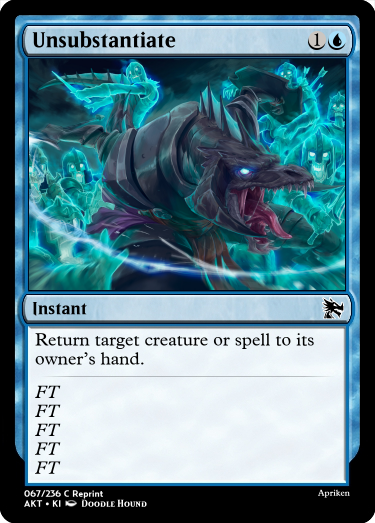 Unsubstantiate
1
Instant
Return target creature or spell to its
owner's hand.
FT
FT
FT
FT
FT
067/236 C Reprint
Apriken
AKT • KI Doodle Hound